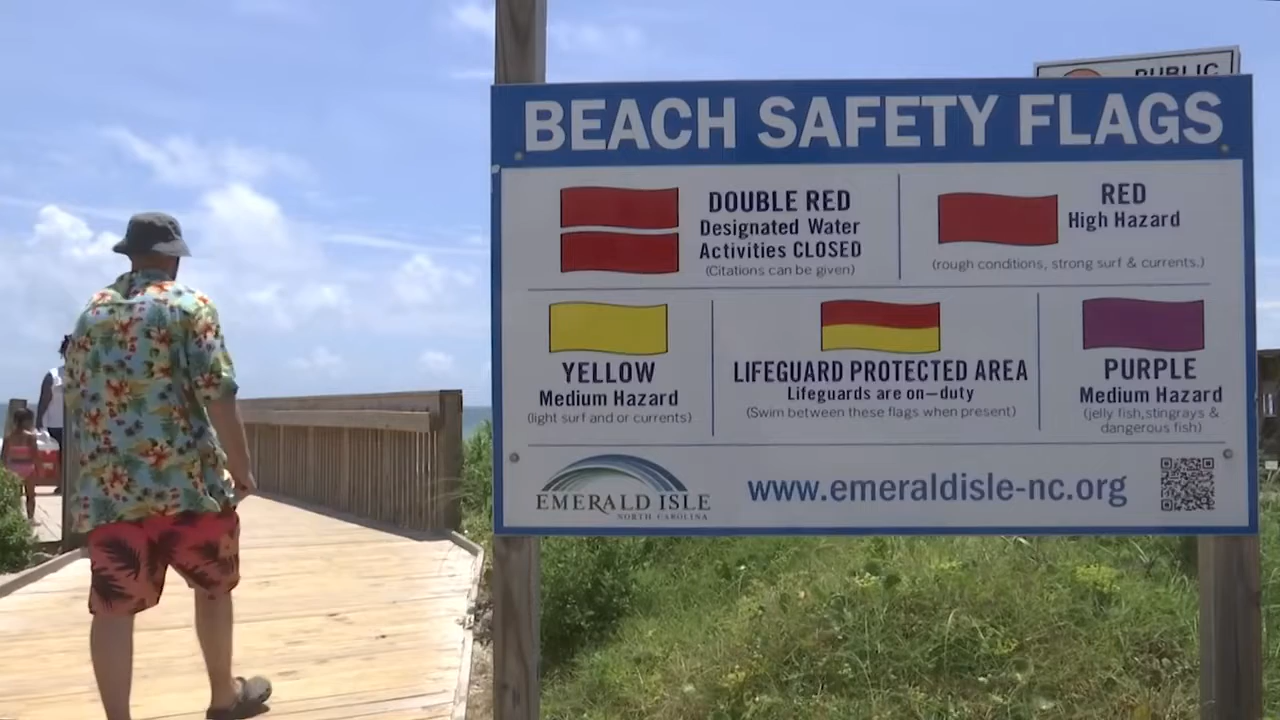 PUBLIC
BEACH SAFETY FLAGS
DOUBLE RED
Designated Water
Activities CLOSED
(Citations can be given)
RED
High Hazard
(rough conditions, strong surf & currents.)
YELLOW
Medium Hazard
(light surf and or currents)
LIFEGUARD PROTECTED AREA
Lifeguards are on—duty
(Swim between these flags when present)
PURPLE
Medium Hazard
(jelly fish,stingrays &
dangerous fish)
EMERALD ISLE
NORTH CAROLINA
www.emeraldisle-nc.org